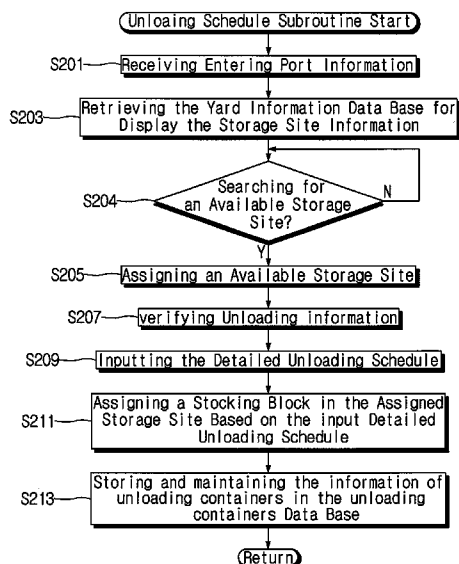 Unloaing Schedule Subroutine Start
S201
Receiving Entering Port Information
S203
Retrieving the Yard Information Data Base for
Display the Storage Site Information
S204
Searching for
an Available Storage
Site?
N
Y
S205
Assigning an Available Storage Site
S207
verifying Unloading information
S209
Inputting the Detailed Unloading Schedule
S211
Assigning a Stocking Block in the Assigned
Storage Site Based on the input Detailed
Unloading Schedule
S213
Storing and maintaining the information of
unloading containers in the unloading
containers Data Base
Return